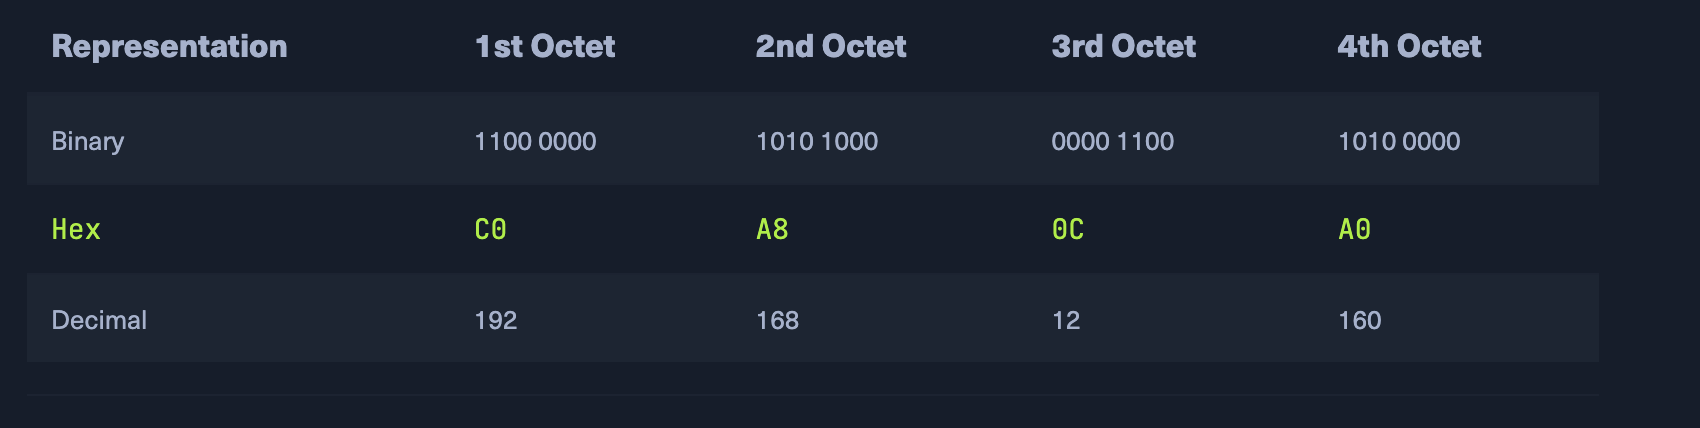 Representation 1st Octet 2nd Octet 3rd Octet 4th Octet
Binary 1100 0000 1010 1000 0000 1100 1010 0000
Hex C0 A8 0C A0
Decimal 192 168 12 160